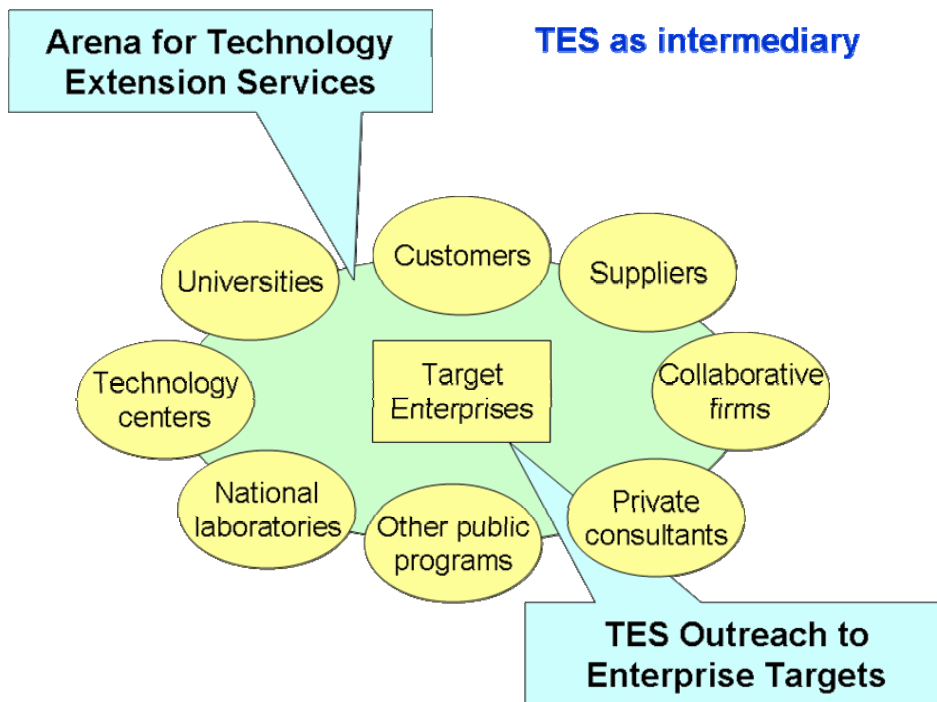 Arena for Technology
Extension Services
TES as intermediary
Customers
Universities
Suppliers
Technology
centers
Target
Enterprises
Collaborative
firms
National
laboratories
Other public
programs
Private
consultants
TES Outreach to
Enterprise Targets